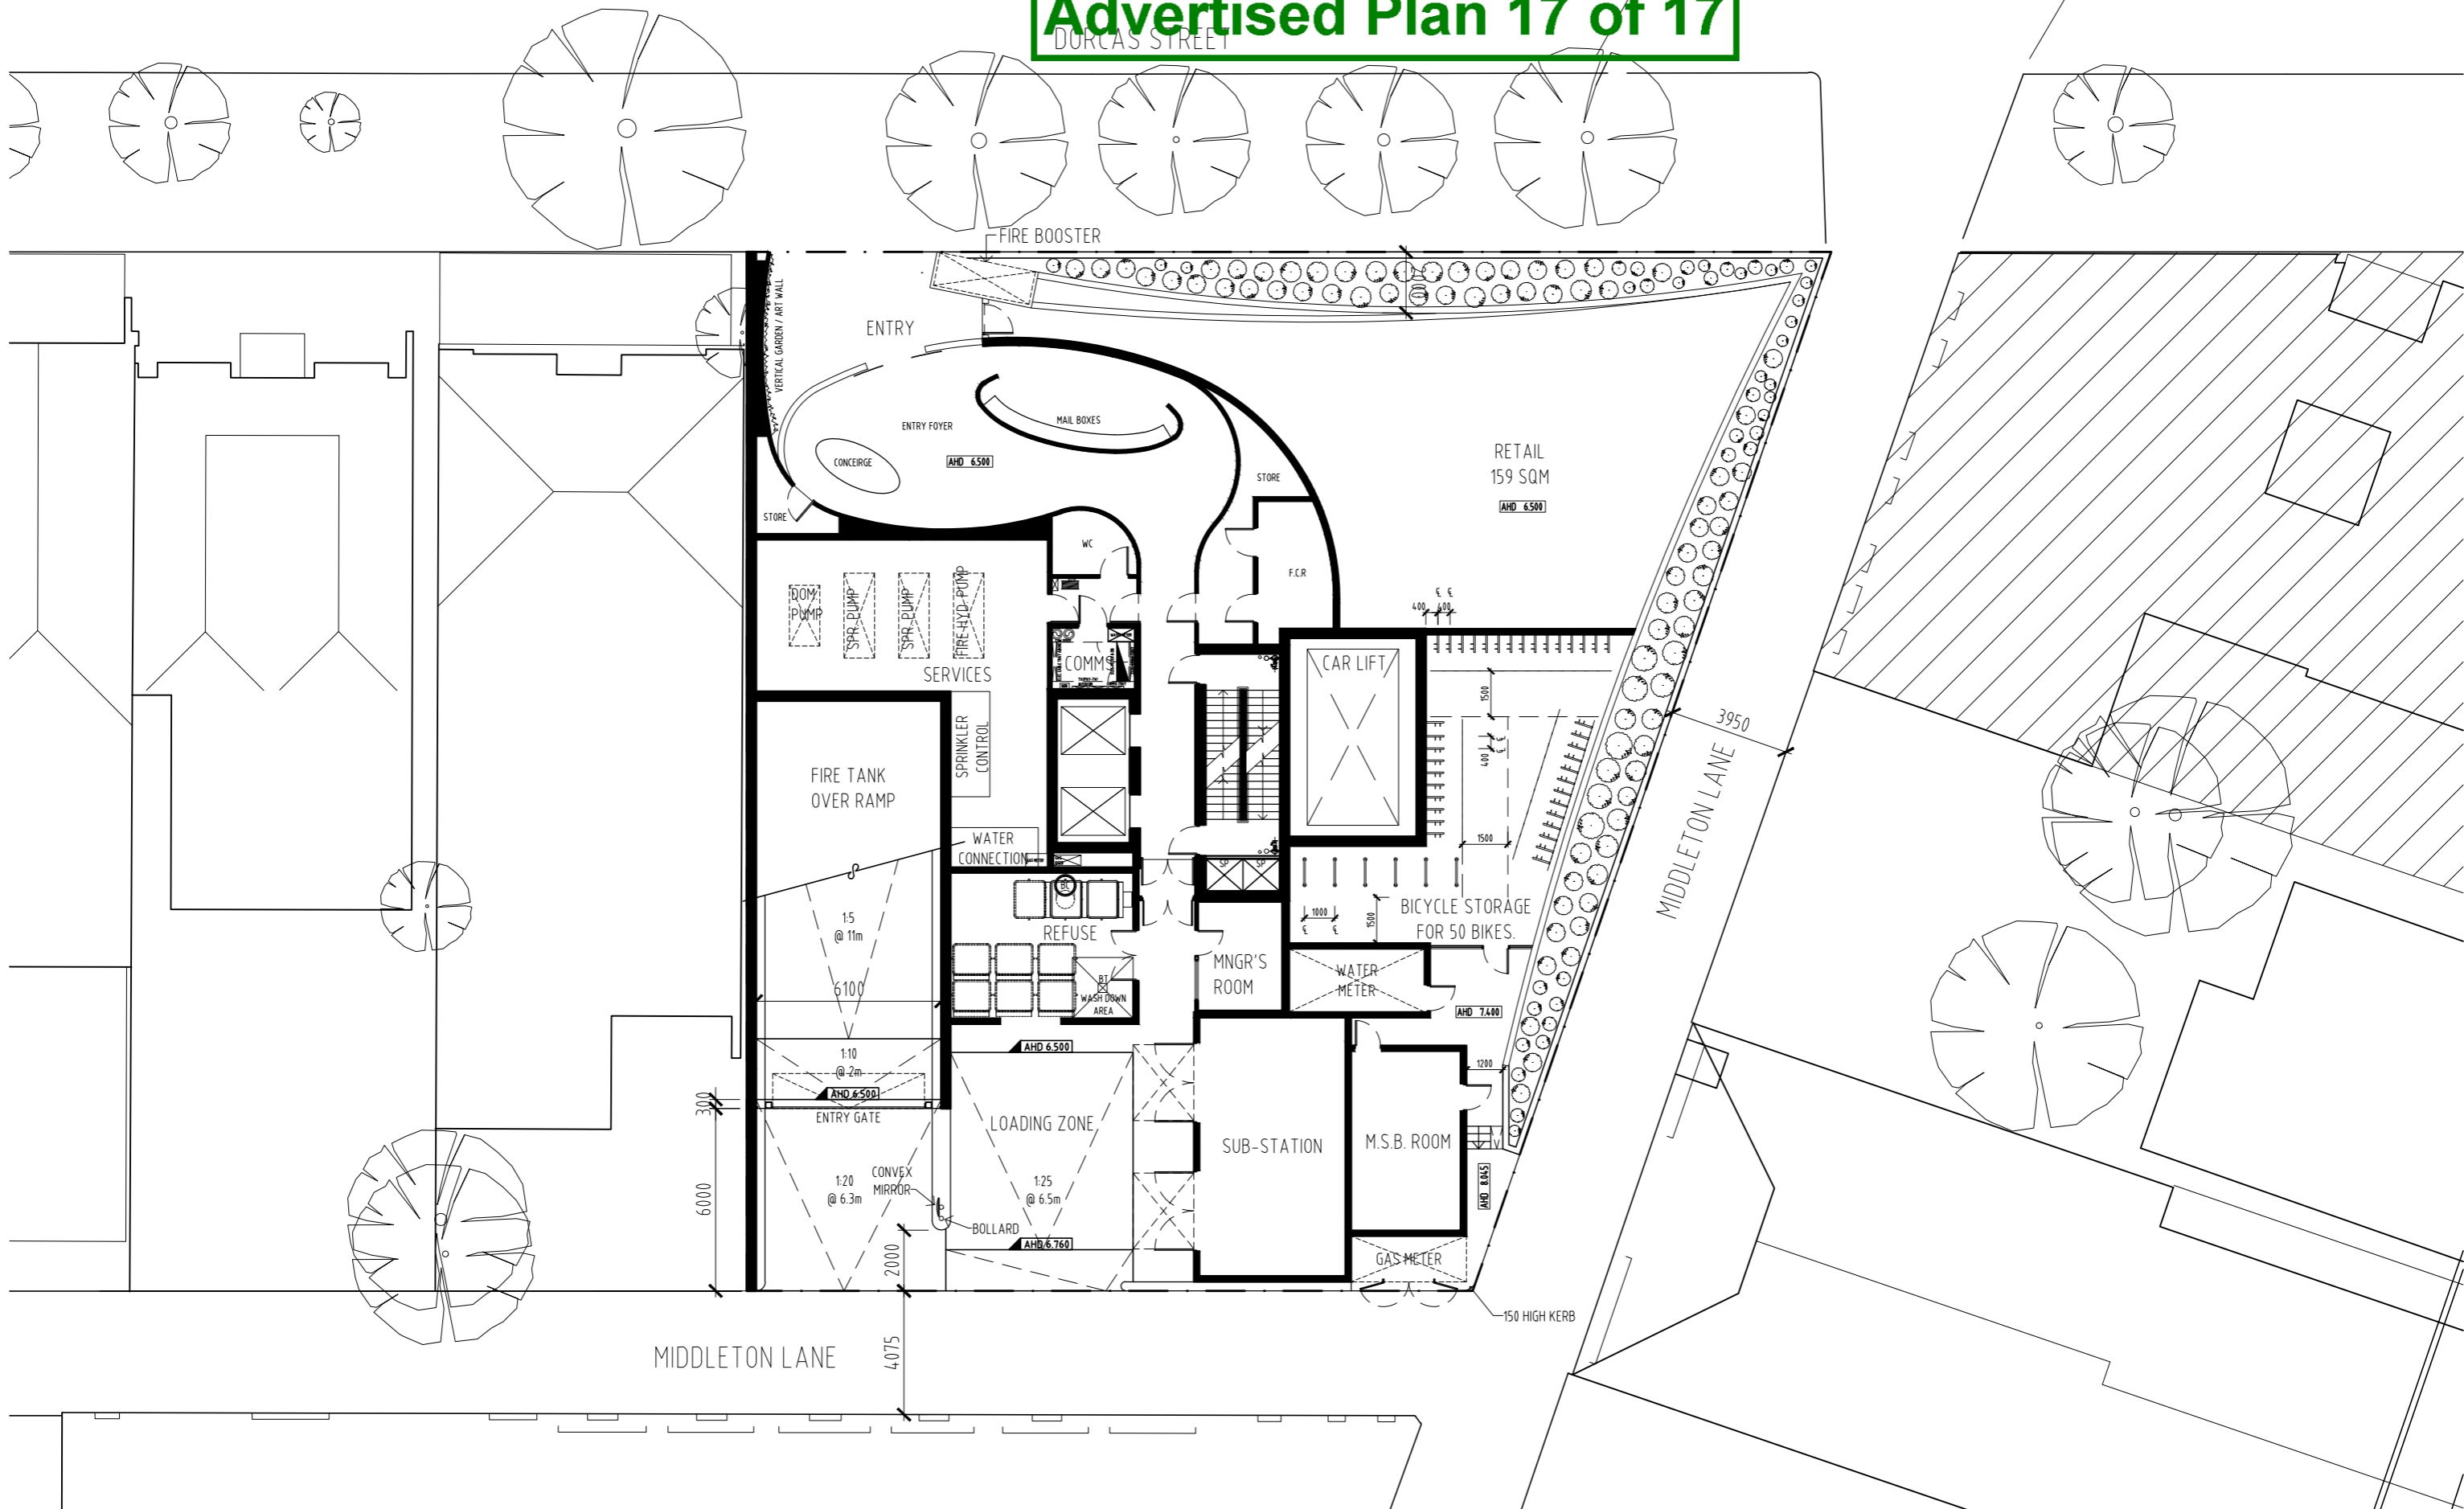 Advertised Plan 17 of 17
DORCAS STREET
FIRE BOOSTER
VERTICAL GARDEN / ART WALL
ENTRY
MAIL BOXES
ENTRY FOYER
CONCEIRGE
AHD 6.500
RETAIL
159 SQM
AHD 6.500
STORE
STORE
WC
F.C.R
DOM
PUMP
SPR PUMP
SPR PUMP
FIRE HYD PUMP
400
400
SERVICES
COMMS
CAR LIFT
1500
SPRINKLER
CONTROL
3950
400
FIRE TANK
OVER RAMP
MIDDLETON LANE
WATER
CONNECTION
1500
SP
SP
1:5
@ 11m
REFUSE
1000
1500
BICYCLE STORAGE
FOR 50 BIKES.
MNGR'S
ROOM
WATER
METER
6100
BT
WASH DOWN
AREA
AHD 7.400
AHD 6.500
1:10
@ 2m
1200
300
AHD 6.500
ENTRY GATE
LOADING ZONE
SUB-STATION
M.S.B. ROOM
CONVEX
MIRROR
1:20
@ 6.3m
1:25
@ 6.5m
AHD 8.045
6000
BOLLARD
2000
AHD 6.760
GAS METER
150 HIGH KERB
4075
MIDDLETON LANE